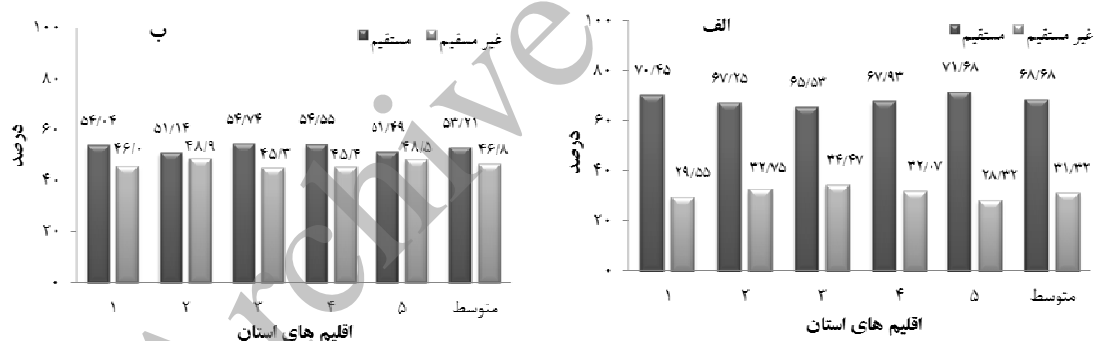 الف
مستقیم
غیر مستقیم
درصد
۱۰۰
۸۰
۶۰
۴۰
۲۰
۰
۷۰/۴۵
۲۹/۵۵
۶۷/۲۵
۳۲/۷۵
۶۵/۵۳
۳۴/۴۷
۶۷/۹۳
۳۲/۰۷
۷۱/۶۸
۲۸/۳۲
۶۸/۶۸
۳۱/۳۲
۱ ۲ ۳ ۴ ۵ متوسط
اقلیم های استان
ب
مستقیم
غیر مسقیم
درصد
۱۰۰
۸۰
۶۰
۴۰
۲۰
۰
۵۴/۰۴
۴۶/۰
۵۱/۱۴
۴۸/۹
۵۴/۷۴
۴۵/۳
۵۴/۵۵
۴۵/۴
۵۱/۴۹
۴۸/۵
۵۳/۲۱
۴۶/۸
۱ ۲ ۳ ۴ ۵ متوسط
اقلیم های استان
Archive